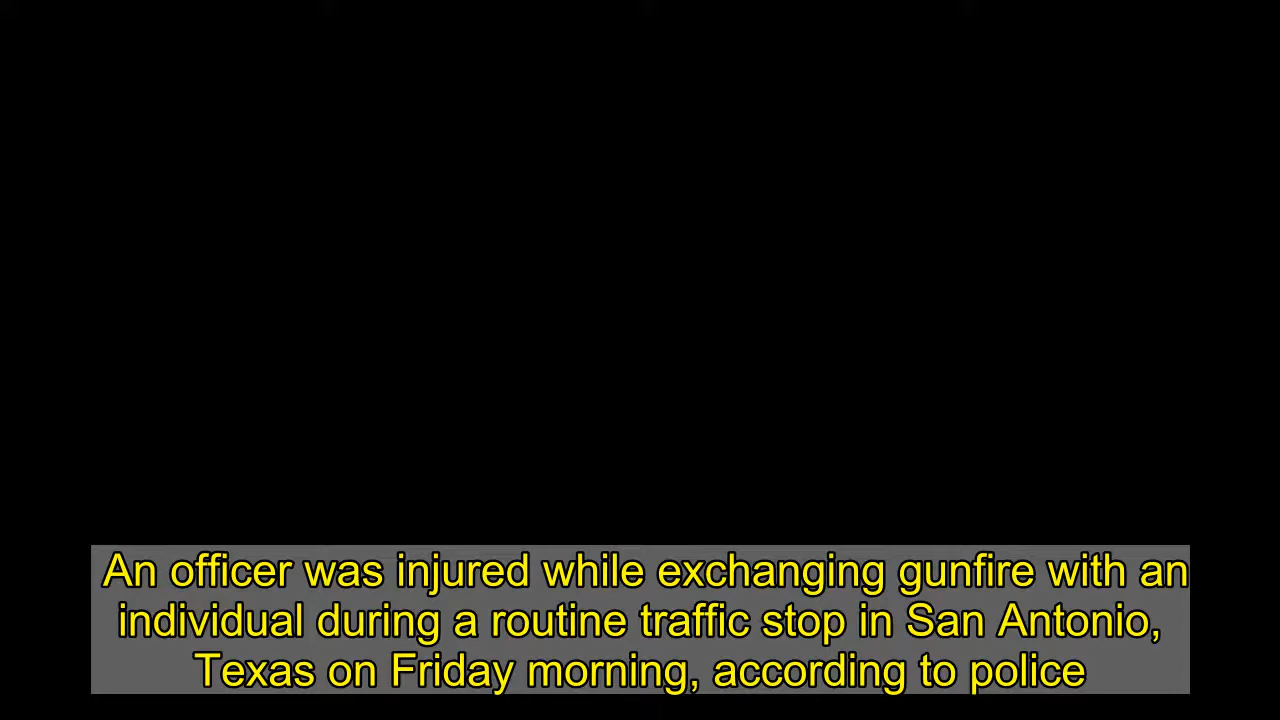 An officer was injured while exchanging gunfire with an
individual during a routine traffic stop in San Antonio,
Texas on Friday morning, according to police